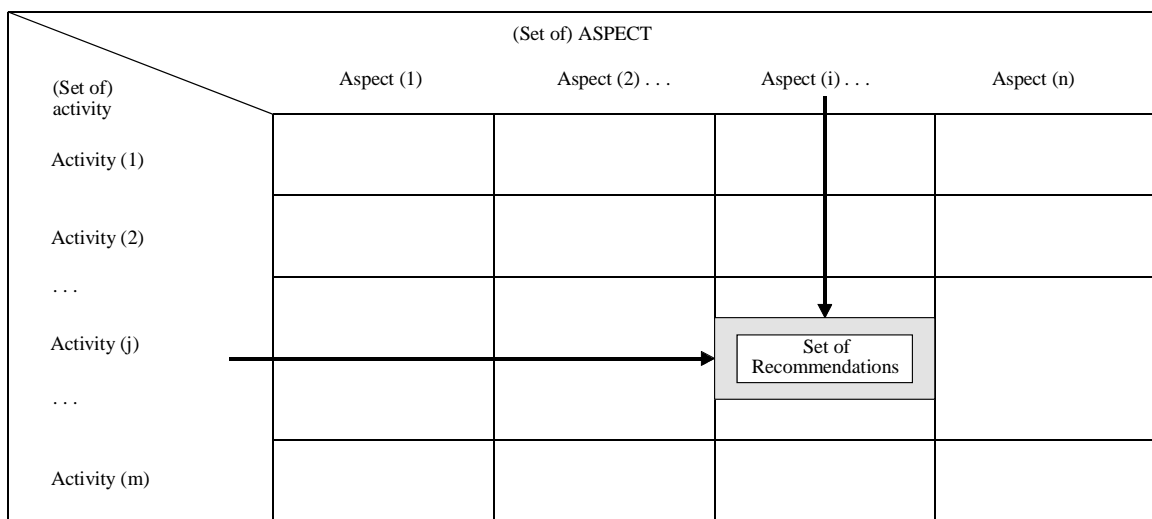 (Set of) ASPECT
Aspect (1)
Aspect (2) . . .
Aspect (i) . . .
Aspect (n)
(Set of)
activity
Activity (1)
Activity (2)
. . .
Activity (j)
Set of
Recommendations
. . .
Activity (m)